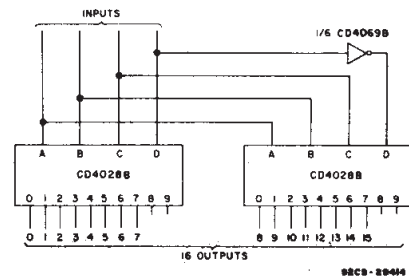 INPUTS
1/6 CD4069B
A B C D
A B C D
CD4028B
CD4028B
0 1 2 3 4 5 6 7 8 9
0 1 2 3 4 5 6 7 8 9
0 1 2 3 4 5 6 7
8 9 10 11 12 13 14 15
16 OUTPUTS
92CS-29414